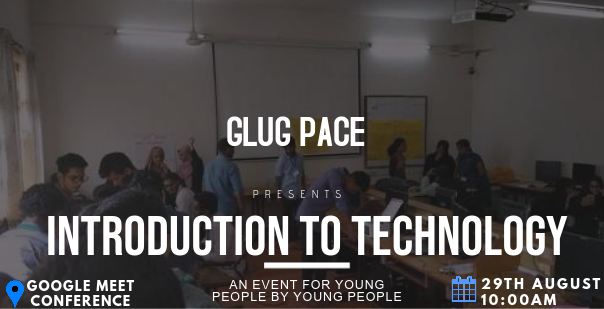 GLUG PACE
PRESENTS
INTRODUCTION TO TECHNOLOGY
GOOGLE MEET
CONFERENCE
AN EVENT FOR YOUNG
PEOPLE BY YOUNG PEOPLE
29TH AUGUST
10:00AM